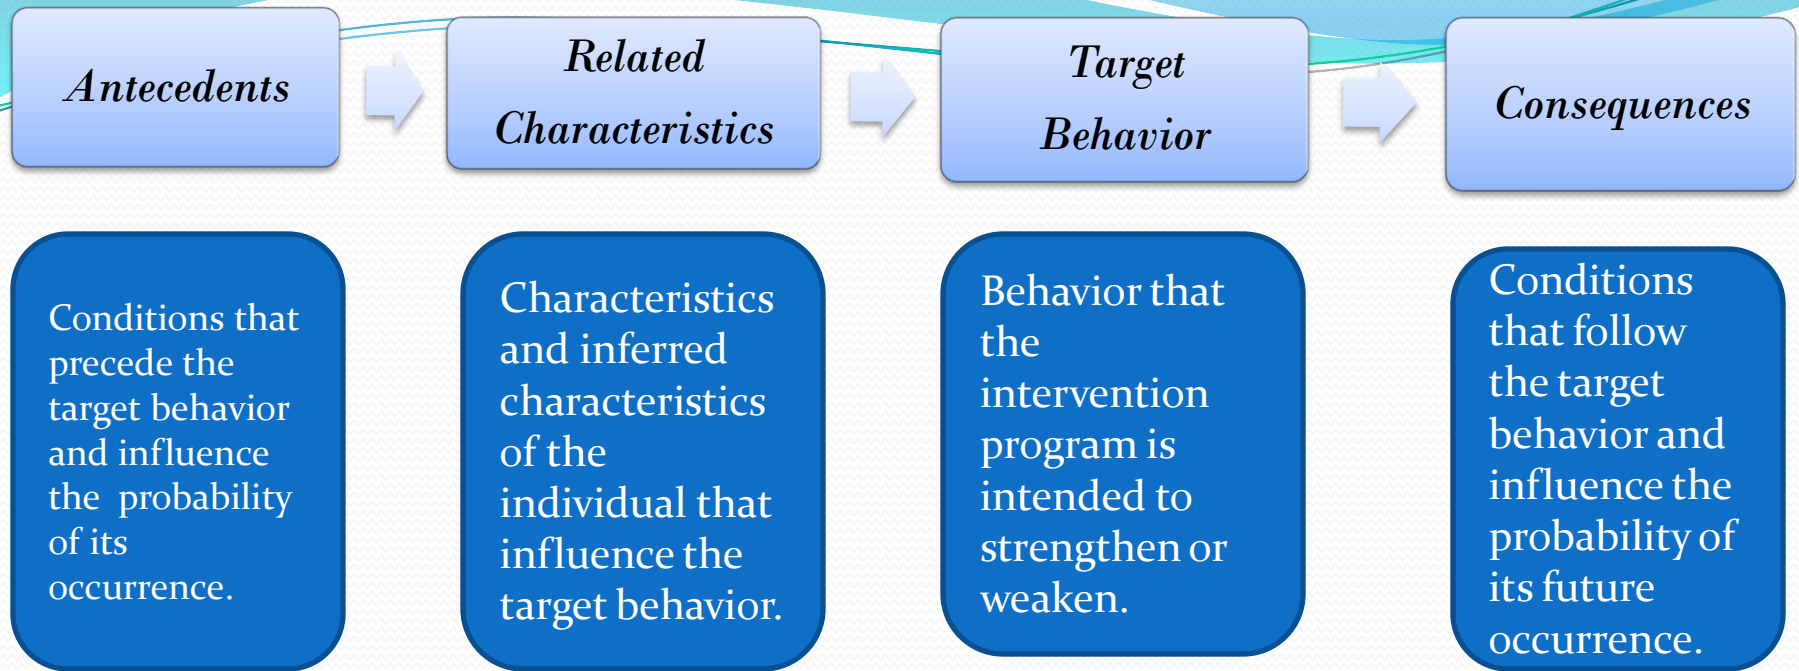 Antecedents
Related
Characteristics
Target
Behavior
Consequences
Conditions that
precede the
target behavior
and influence
the probability
of its
occurrence.
Characteristics
and inferred
characteristics
of the
individual that
influence the
target behavior.
Behavior that
the
intervention
program is
intended to
strengthen or
weaken.
Conditions
that follow
the target
behavior and
influence the
probability of
its future
occurrence.